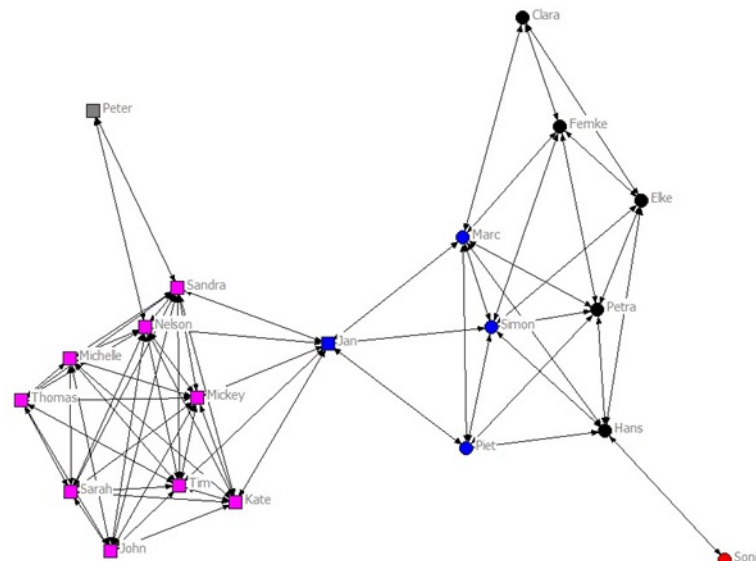 Clara
Peter
Femke
Elke
Marc
Sandra
Petra
Nelson
Simon
Jan
Michelle
Mickey
Thomas
Hans
Piet
Tim
Sarah
Kate
John
Soni